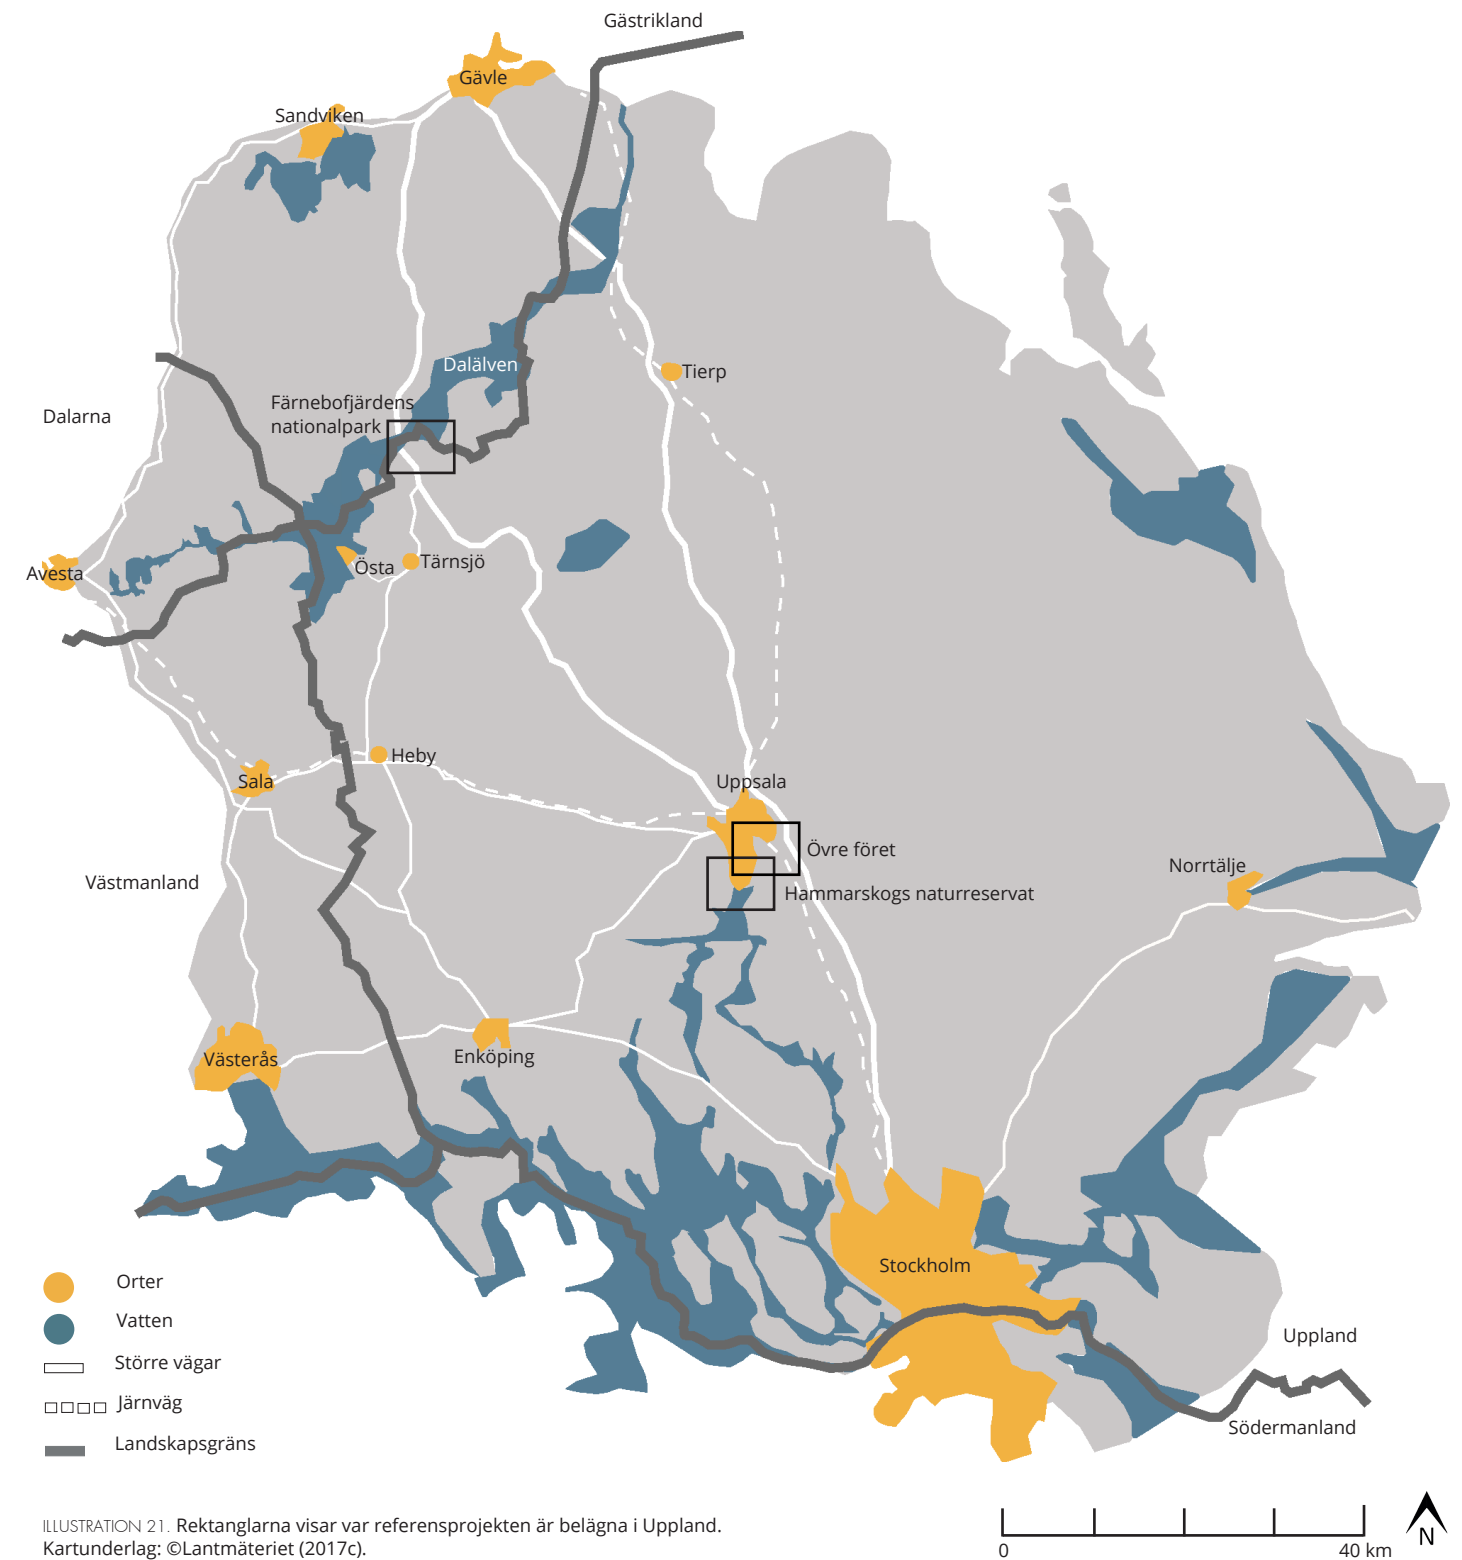 Gästrikland
Gävle
Sandviken
Dalälven
Tierp
Färnebofjärdens
nationalpark
Dalarna
Avesta
Östa
Tärnsjö
Heby
Sala
Uppsala
Övre föret
Norrtälje
Västmanland
Hammarskogs naturreservat
Västerås
Enköping
Stockholm
Orter
Vatten
Uppland
Större vägar
Järnväg
Södermanland
Landskapsgräns
ILLUSTRATION 21. Rektanglarna visar var referensprojekten är belägna i Uppland.
Kartunderlag: ©Lantmäteriet (2017c).
N
0 40 km